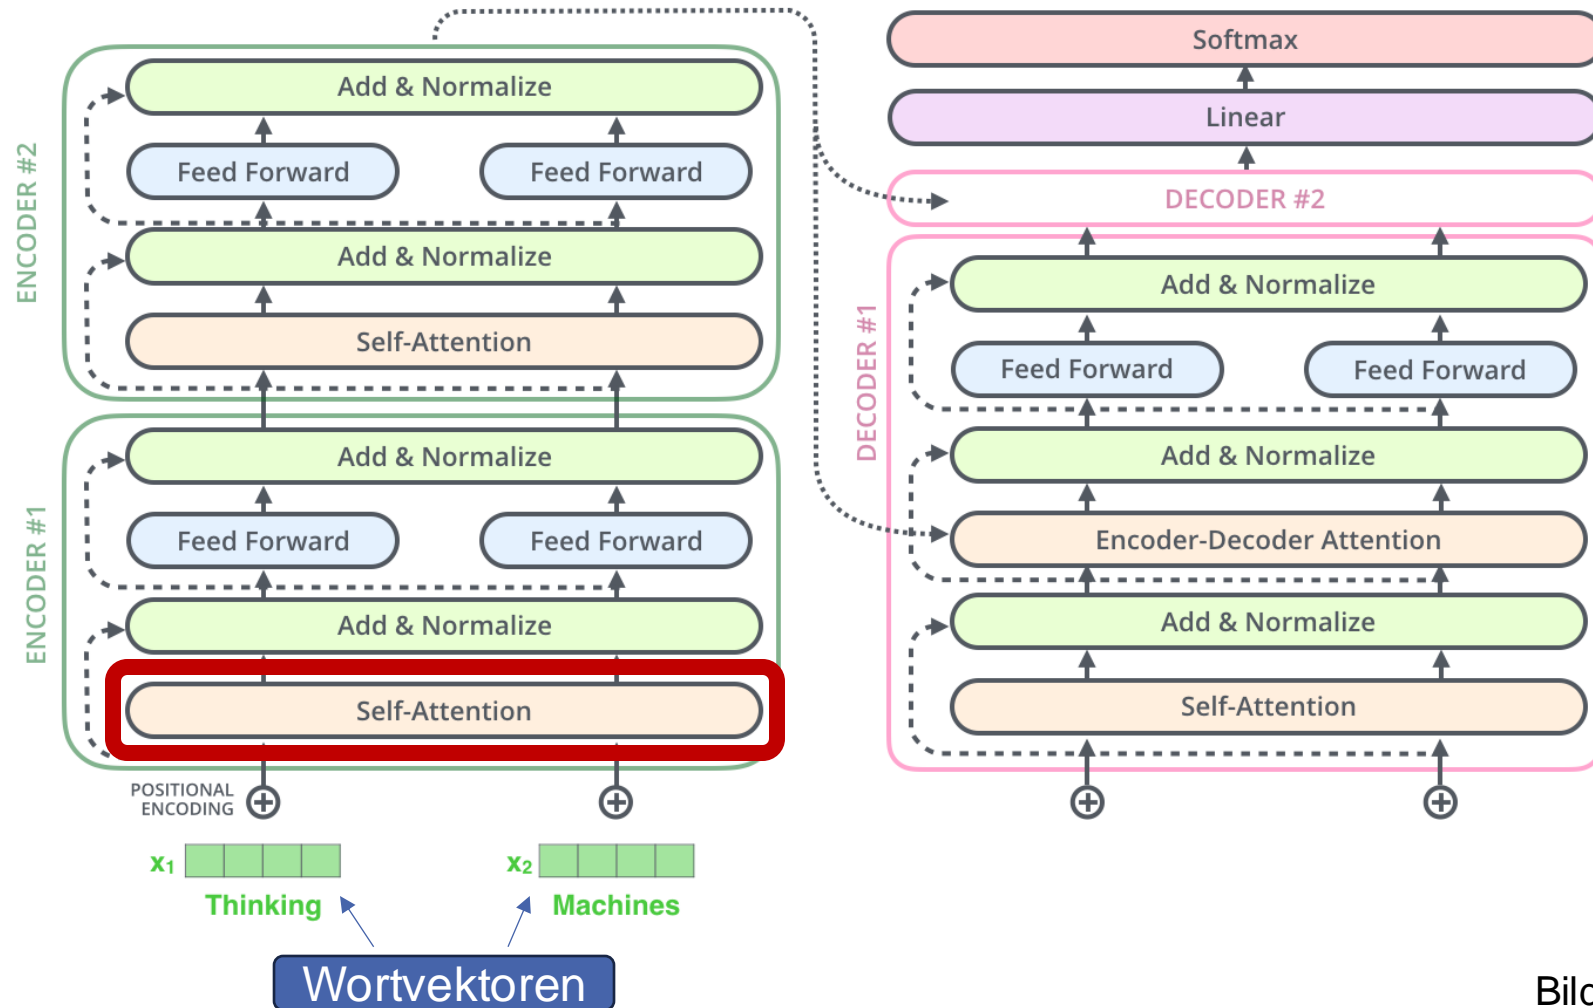 ENCODER #2
Add & Normalize
Feed Forward
Feed Forward
Add & Normalize
Self-Attention
ENCODER #1
Add & Normalize
Feed Forward
Feed Forward
Add & Normalize
Self-Attention
POSITIONAL
ENCODING
x1
x2
Thinking
Machines
Wortvektoren
Softmax
Linear
DECODER #2
DECODER #1
Add & Normalize
Feed Forward
Feed Forward
Add & Normalize
Encoder-Decoder Attention
Add & Normalize
Self-Attention